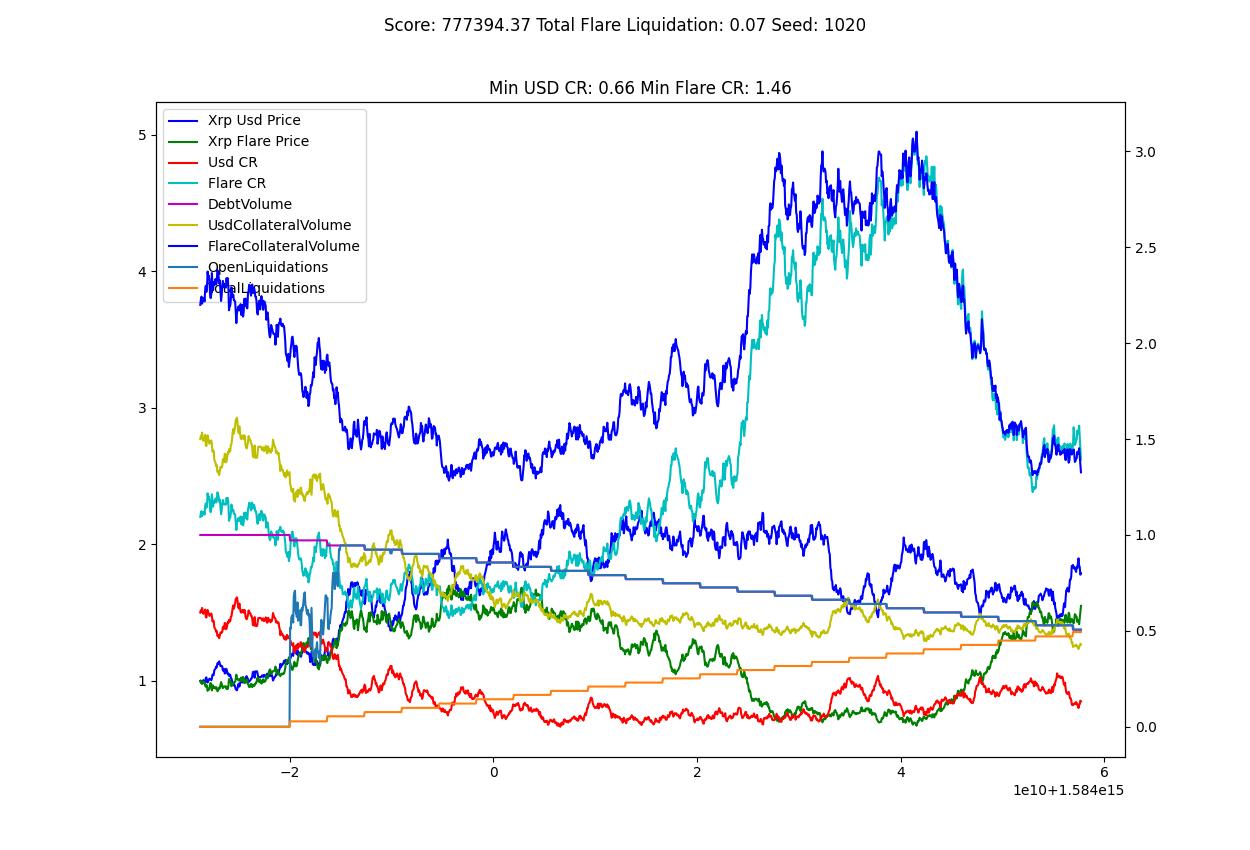 Score: 777394.37 Total Flare Liquidation: 0.07 Seed: 1020
Min USD CR: 0.66 Min Flare CR: 1.46
Xrp Usd Price
Xrp Flare Price
Usd CR
Flare CR
DebtVolume
UsdCollateralVolume
FlareCollateralVolume
OpenLiquidations
TotalLiquidations
5
4
3
2
1
3.0
2.5
2.0
1.5
1.0
0.5
0.0
−2 0 2 4 6
1e10+1.584e15